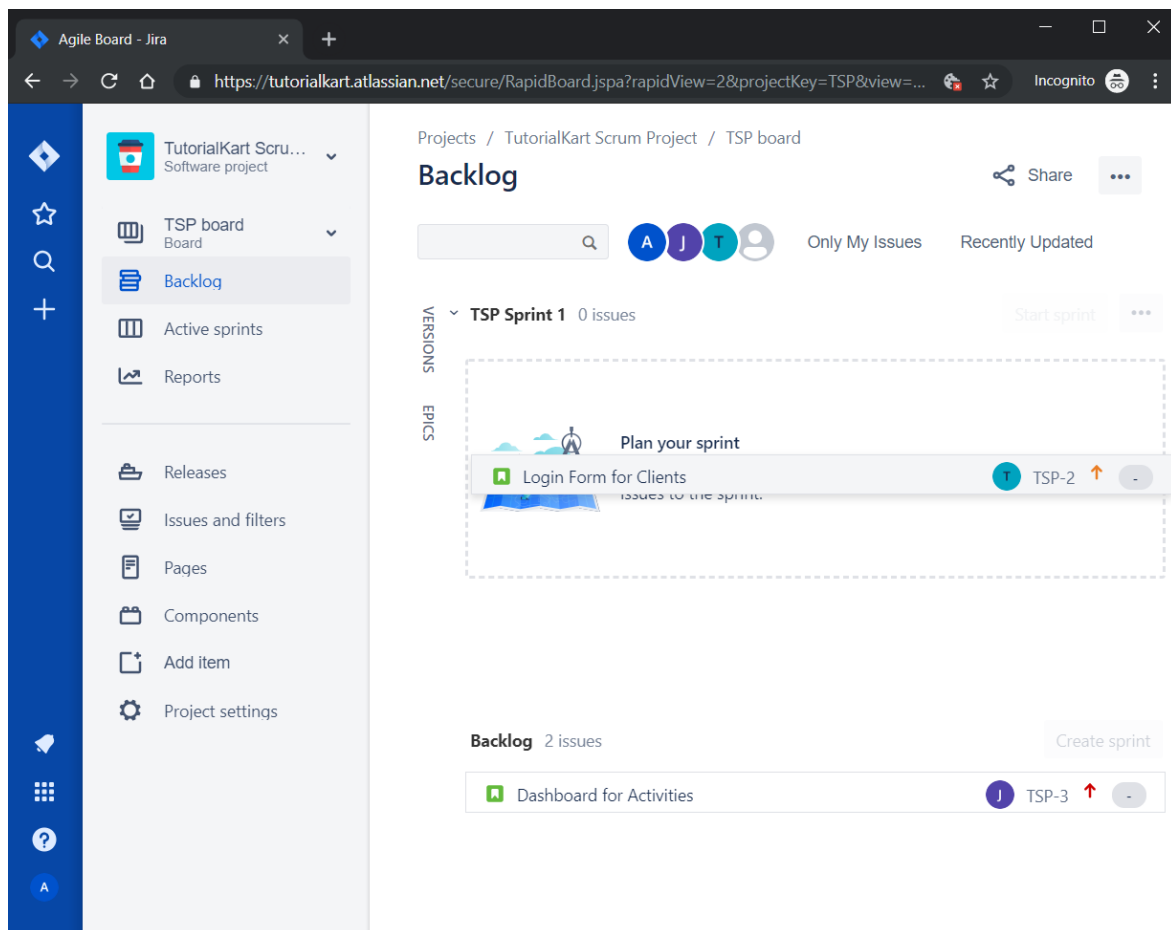 Agile Board - Jira
https://tutorialkart.atlassian.net/secure/RapidBoard.jspa?rapidView=2&projectKey=TSP&view=...
Incognito
TutorialKart Scru...
Software project
TSP board
Board
Backlog
Active sprints
Reports
Releases
Issues and filters
Pages
Components
Add item
Project settings
A
Projects / TutorialKart Scrum Project / TSP board
Backlog
Share
A J T
Only My Issues
Recently Updated
VERSIONS
EPICS
TSP Sprint 1 0 issues
Start sprint
Plan your sprint
Login Form for Clients T TSP-2 -
issues to the sprint.
Backlog 2 issues
Create sprint
Dashboard for Activities J TSP-3 -